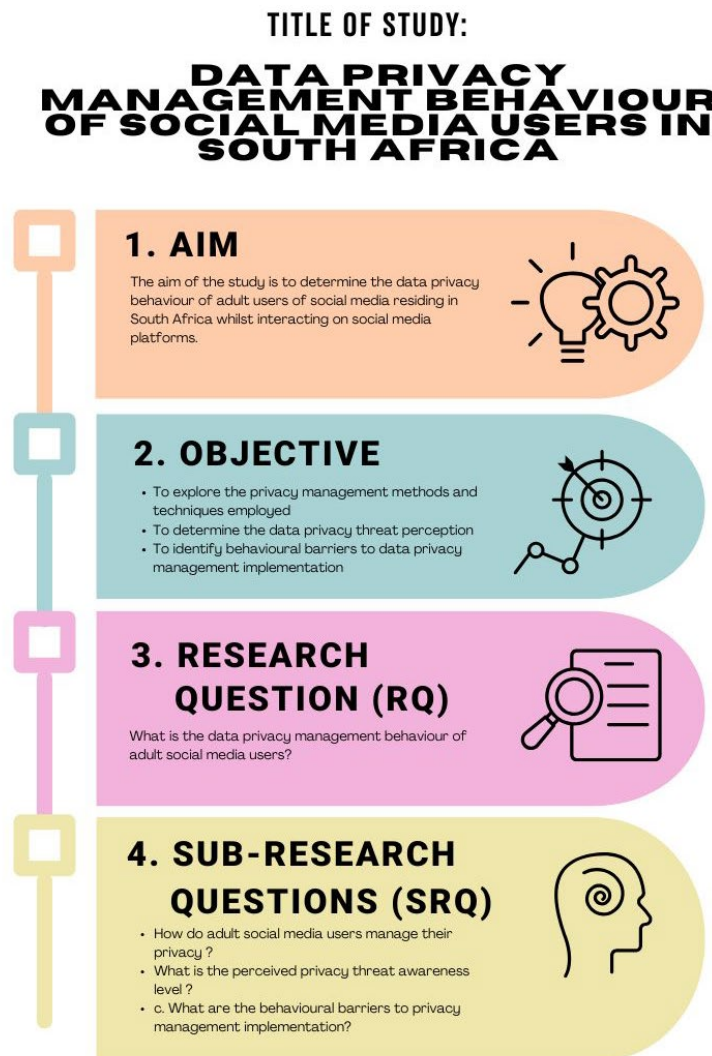 TITLE OF STUDY:
DATA PRIVACY
MANAGEMENT BEHAVIOUR
OF SOCIAL MEDIA USERS IN
SOUTH AFRICA
1. AIM
The aim of the study is to determine the data privacy
behaviour of adult users of social media residing in
South Africa whilst interacting on social media
platforms.
2. OBJECTIVE
• To explore the privacy management methods and
techniques employed
• To determine the data privacy threat perception
• To identify behavioural barriers to data privacy
management implementation
3. RESEARCH
QUESTION (RQ)
What is the data privacy management behaviour of
adult social media users?
4. SUB-RESEARCH
QUESTIONS (SRQ)
• How do adult social media users manage their
privacy ?
• What is the perceived privacy threat awareness
level ?
• c. What are the behavioural barriers to privacy
management implementation?